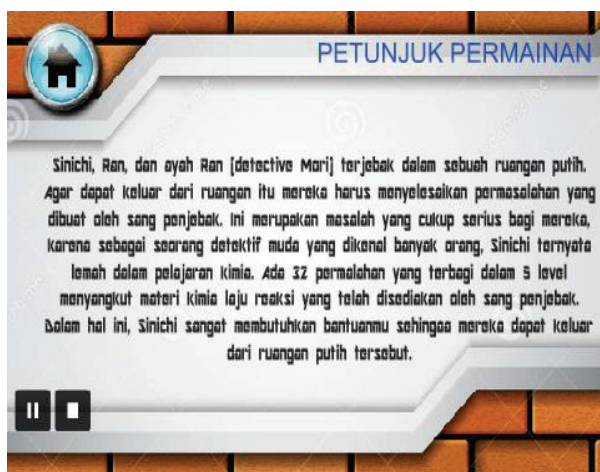 PETUNJUK PERMAINAN
Sinichi, Ran, dan ayah Ran [detective Mori] terjebak dalam sebuah ruangan putih.
Agar dapat keluar dari ruangan itu mereka harus menyelesaikan permasalahan yang
dibuat oleh sang penjebak. Ini merupakan masalah yang cukup serius bagi mereka,
karena sebagai seorang detektif muda yang dikenal banyak orang, Sinichi ternyata
lemah dalam pelajaran kimia. Ada 32 permalahan yang terbagi dalam 5 level
menyangkut materi kimia laju reaksi yang telah disediakan oleh sang penjebak.
Dalam hal ini, Sinichi sangat membutuhkan bantuanmu sehingga mereka dapat keluar
dari ruangan putih tersebut.